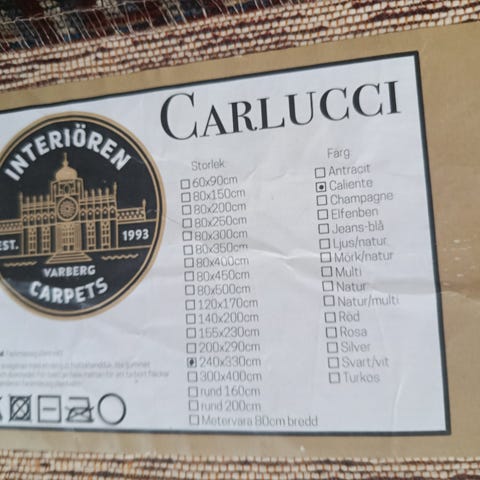 CARLUCCI
INTERIÖREN
EST. 1993
VARBERG
CARPETS
Storlek
60x90cm
80x150cm
80x200cm
80x250cm
80x300cm
80x350cm
80x400cm
80x450cm
80x500cm
120x170cm
140x200cm
155x230cm
200x290cm
240x330cm
300x400cm
rund 160cm
rund 200cm
Metervara 80cm bredd
Färg
Antracit
Caliente
Champagne
Elfenben
Jeans-blå
Ljus/natur
Mörk/natur
Multi
Natur
Natur/multi
Röd
Rosa
Silver
Svart/vit
Turkos